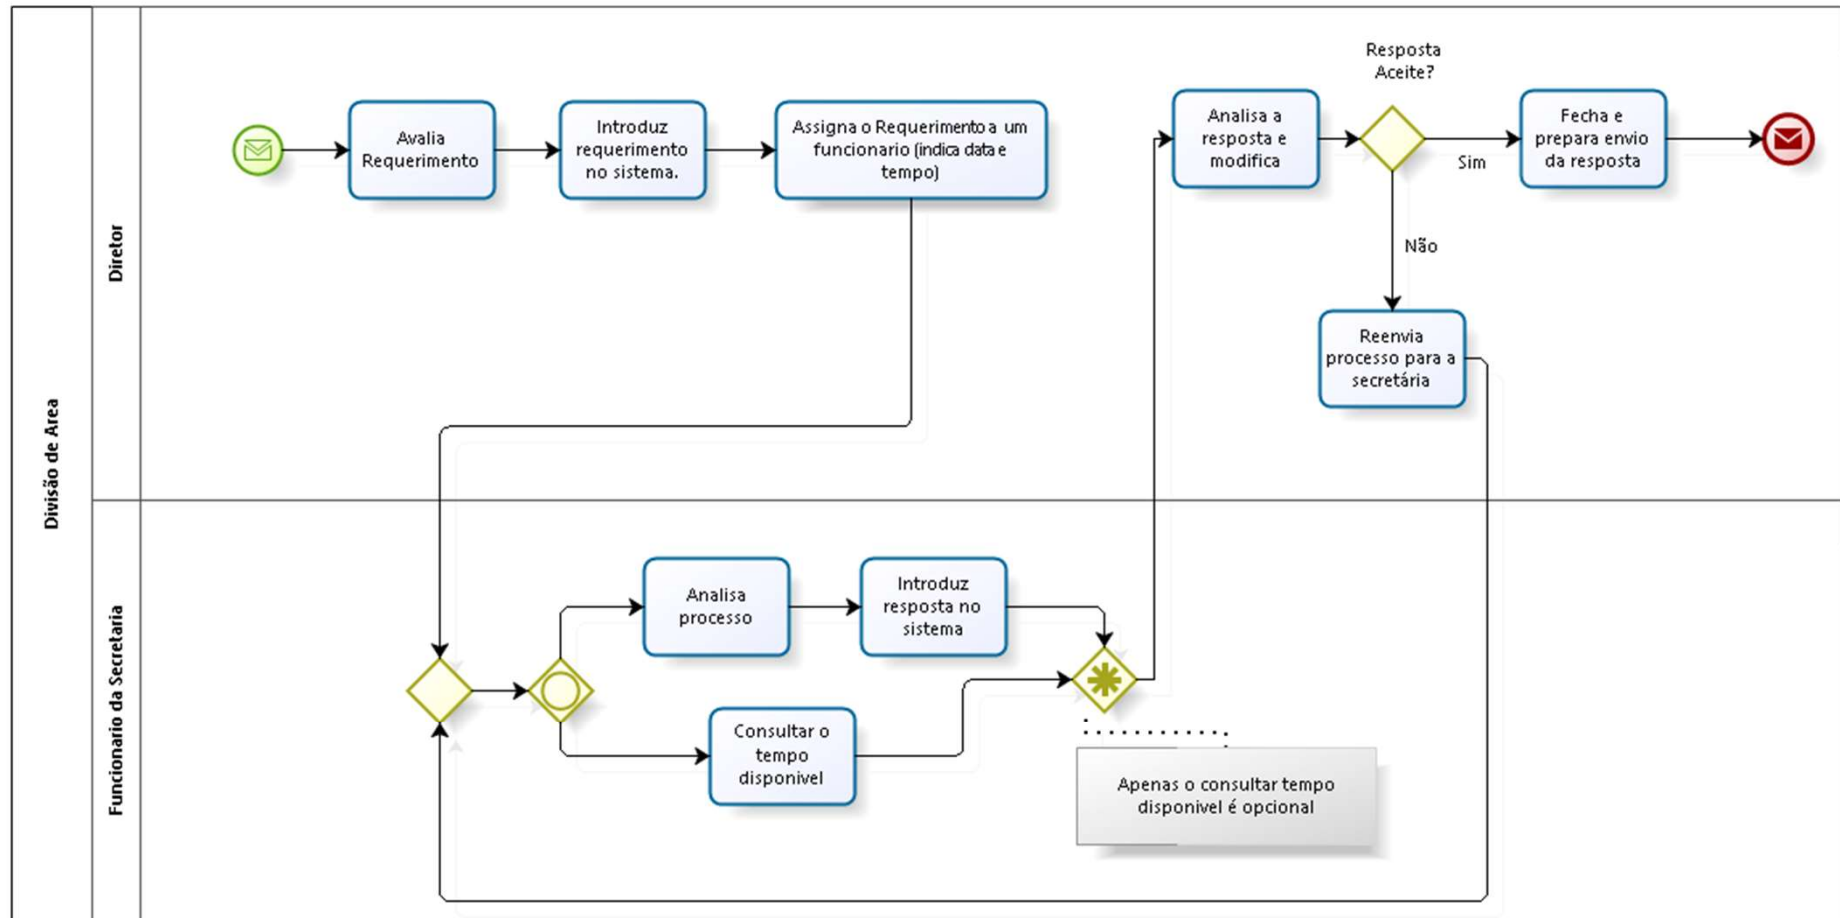 Divisão de Area
Diretor
Avalia
Requerimento
Introduz
requerimento
no sistema.
Assigna o Requerimento a um
funcionario (indica data e
tempo)
Analisa a
resposta e
modifica
Resposta
Aceite?
Sim
Fecha e
prepara envio
da resposta
Não
Reenvia
processo para a
secretária
Funcionario da Secretaria
Analisa
processo
Introduz
resposta no
sistema
Consultar o
tempo
disponivel
Apenas o consultar tempo
disponivel é opcional